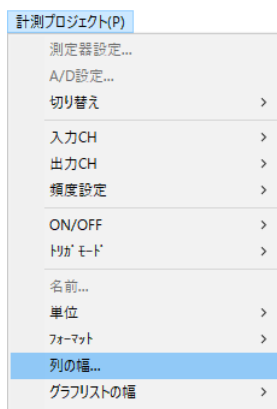 計測プロジェクト(P)
測定器設定...
A/D設定...
切り替え
入力CH
出力CH
頻度設定
ON/OFF
ﾄﾘｶﾞﾓｰﾄﾞ
名前...
単位
ﾌｫｰﾏｯﾄ
列の幅...
グラフリストの幅